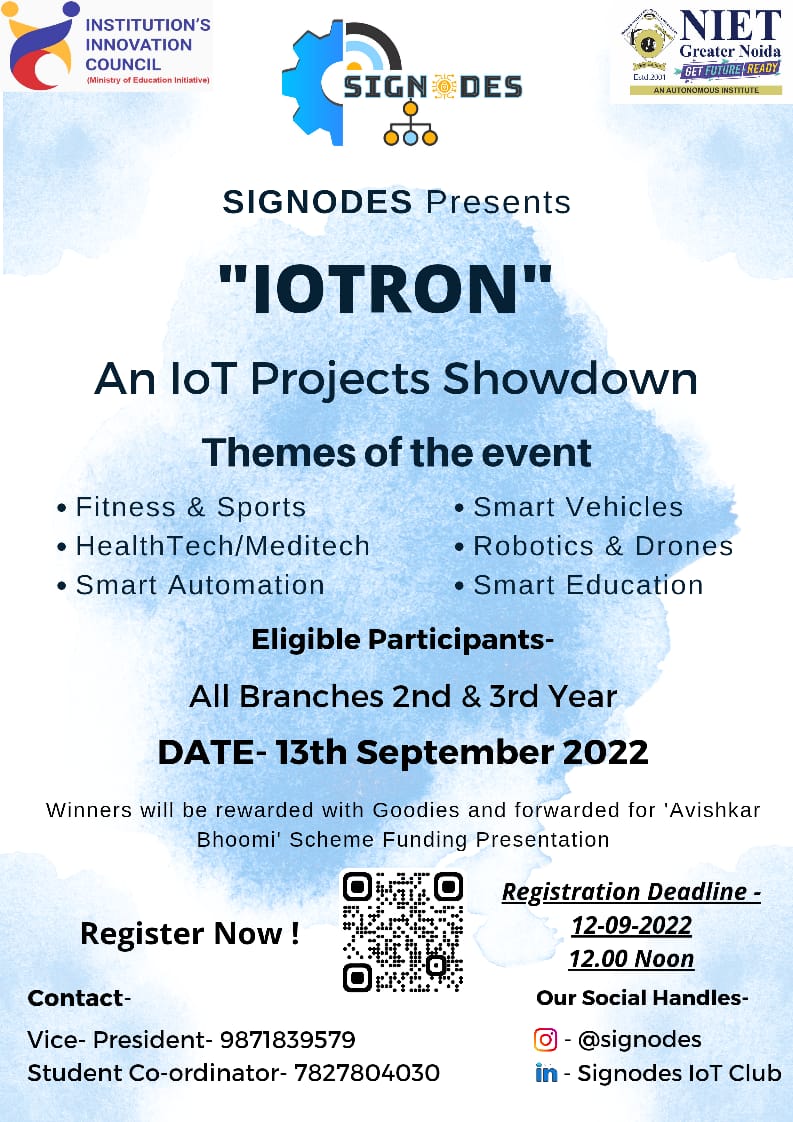 INSTITUTION'S
INNOVATION
COUNCIL
(Ministry of Education Initiative)
SIGNODES
NIET
Greater Noida
Estd.2001
GET FUTURE READY
AN AUTONOMOUS INSTITUTE
SIGNODES Presents
"IOTRON"
An IoT Projects Showdown
Themes of the event
• Fitness & Sports
• HealthTech/Meditech
• Smart Automation
• Smart Vehicles
• Robotics & Drones
• Smart Education
Eligible Participants-
All Branches 2nd & 3rd Year
DATE- 13th September 2022
Winners will be rewarded with Goodies and forwarded for 'Avishkar
Bhoomi' Scheme Funding Presentation
Register Now !
Registration Deadline -
12-09-2022
12.00 Noon
Contact-
Vice- President- 9871839579
Student Co-ordinator- 7827804030
Our Social Handles-
- @signodes
in - Signodes IoT Club